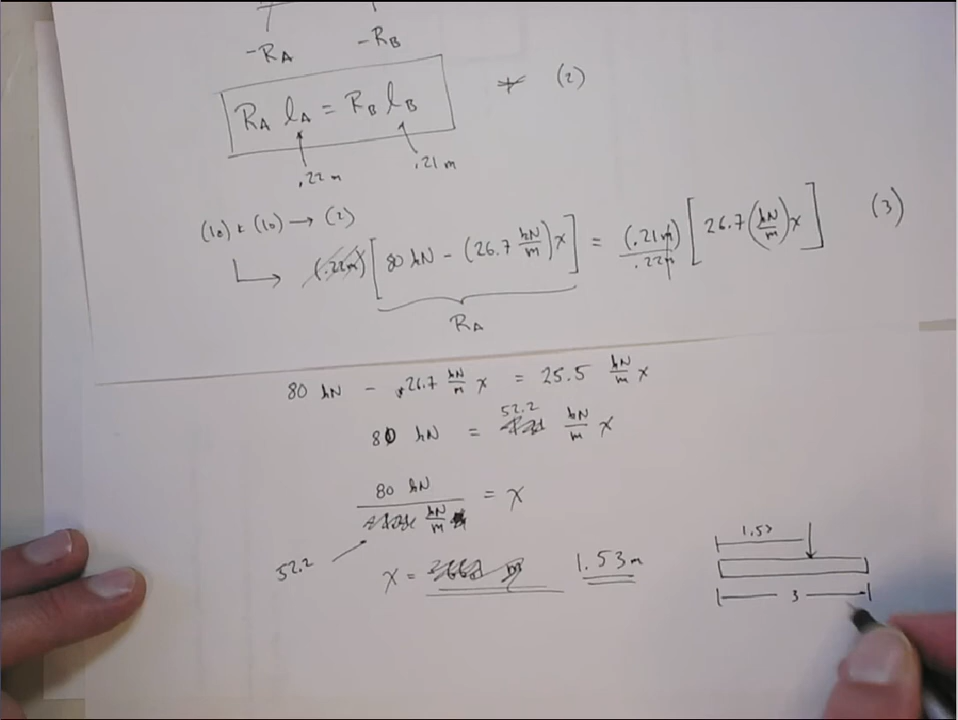 -RA -RB
RA lA = RB lB * (2)
.22 m .21 m
(1a) & (1b) → (2)
(.22m) [80 kN - (26.7 kN/m) x] = (.21m)/.22m [26.7 (kN/m) x] (3)
RA
80 kN - 26.7 kN/m x = 25.5 kN/m x
80 kN = 52.2 kN/m x
80 kN / kN/m = x
52.2
x = 1.53 m
1.53
3